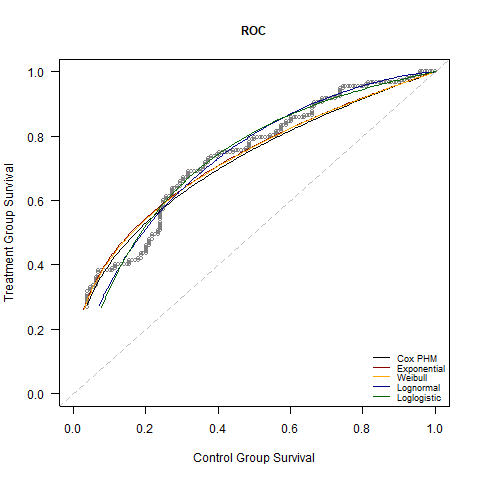 ROC
Treatment Group Survival
1.0
0.8
0.6
0.4
0.2
0.0
Cox PHM
Exponential
Weibull
Lognormal
Loglogistic
0.0 0.2 0.4 0.6 0.8 1.0
Control Group Survival